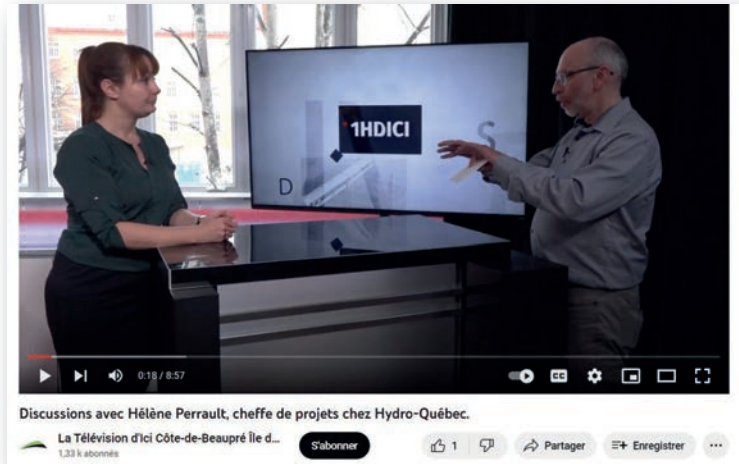 1HDICI
S
D
0:18 / 8:57
CC
Discussions avec Hélène Perrault, cheffe de projets chez Hydro-Québec.
La Télévision d'Ici Côte-de-Beaupré Île d...
S'abonner
1
Partager
Enregistrer
...
1,33 k abonnés